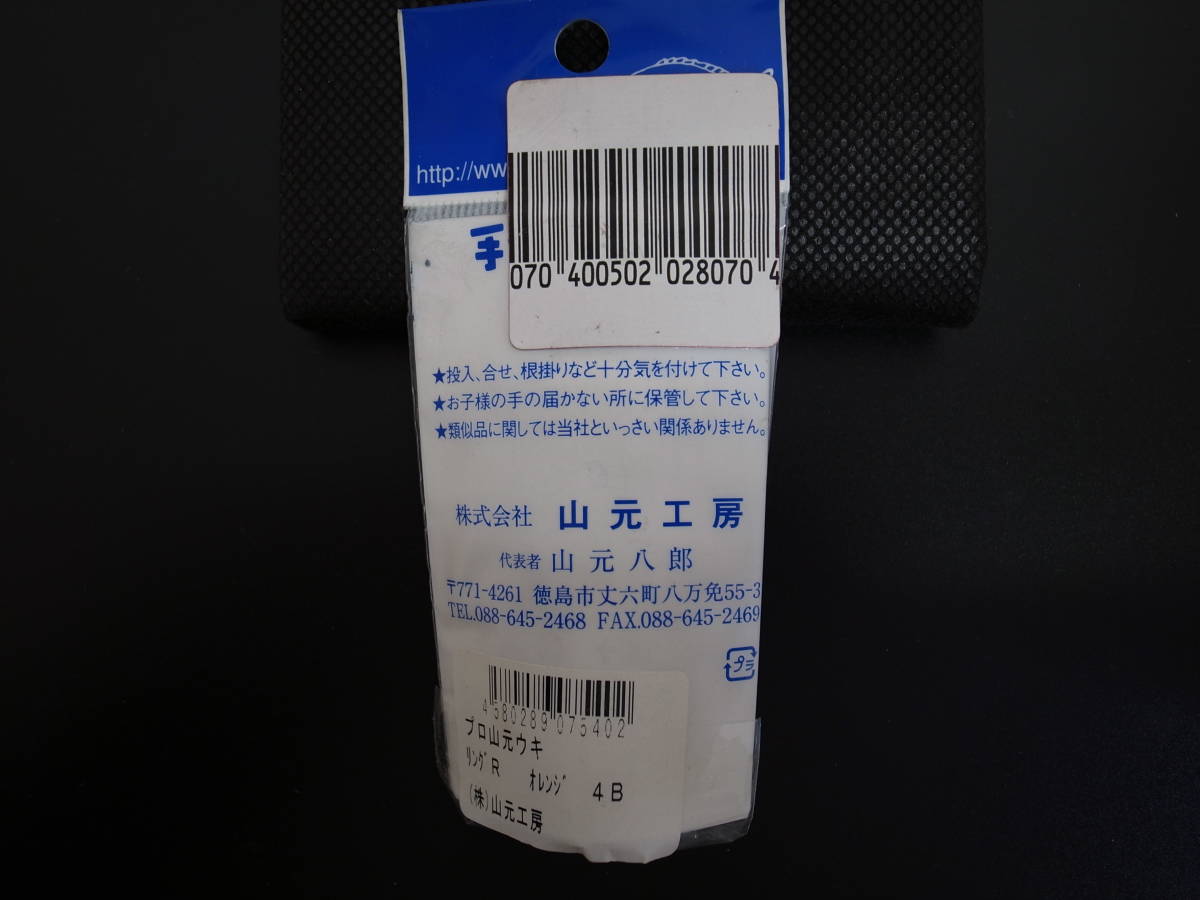 http://ww
070 400502 028070 4
★投入、合せ、根掛りなど十分気を付けて下さい。
★お子様の手の届かない所に保管して下さい。
★類似品に関しては当社といっさい関係ありません。
株式会社 山元工房
代表者 山元八郎
〒771-4261 徳島市丈六町八万免55-3
TEL.088-645-2468 FAX.088-645-2469
プラ
4580289075402
プロ山元ウキ
リングR オレンジ 4B
(株)山元工房